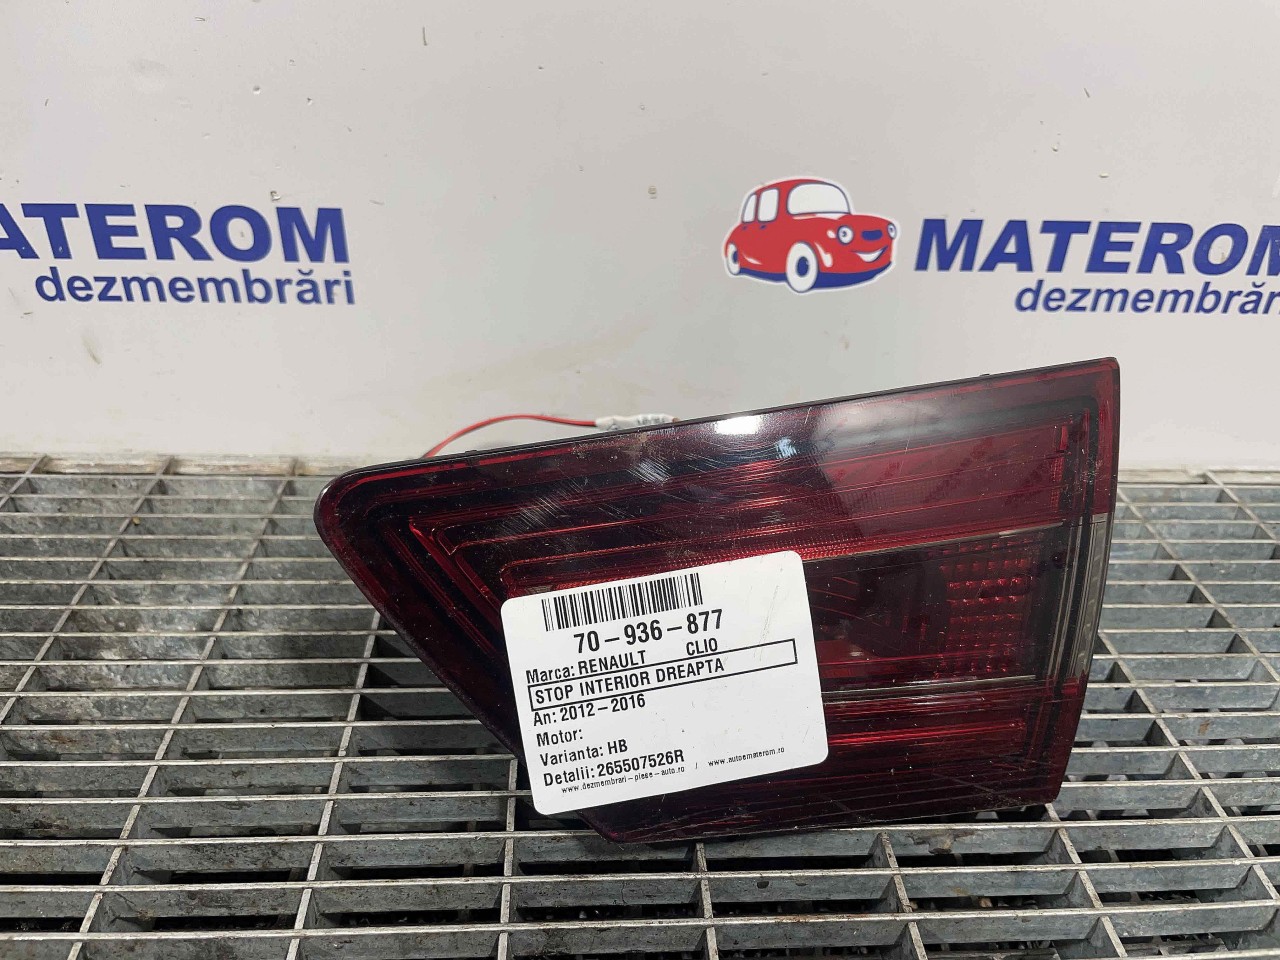 ATEROM
dezmembrări
MATEROM
dezmembrări
70-936-877
Marca: RENAULT CLIO
STOP INTERIOR DREAPTA
An: 2012-2016
Motor:
Varianta: HB
Detalii: 265507526R
www.dezmembrari-piese-auto.ro / www.autoematerom.ro